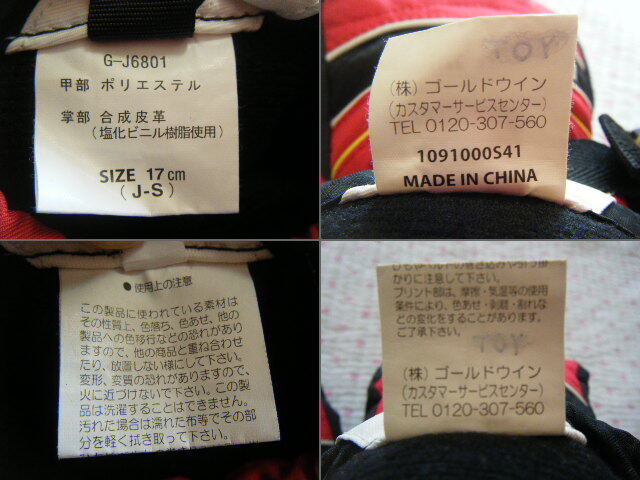 G-J6801
甲部 ポリエステル
掌部 合成皮革
（塩化ビニル樹脂使用）
SIZE 17cm
(J-S)
TOY
（株）ゴールドウイン
（カスタマーサービスセンター）
TEL 0120-307-560
1091000S41
MADE IN CHINA
●使用上の注意
この製品に使われている素材は
その性質上、色落ち、色あせ、他の
製品への色移行などの恐れがあり
ますので、他の商品と重ね合わせ
たり、放置しない様にして下さい。
変形、変質の恐れがありますので、
火に近づけないで下さい。この製
品は洗濯することはできません。
汚れた場合は濡れた布等でその部
分を軽く拭き取って下さい。
かりに注意して下さい。
プリント部は、摩擦・気温等の使用
条件により、色あせ・剥離・割れな
どの変化をすることがあります。
ご了承下さい。
TOY
（株）ゴールドウイン
（カスタマーサービスセンター）
TEL 0120-307-560